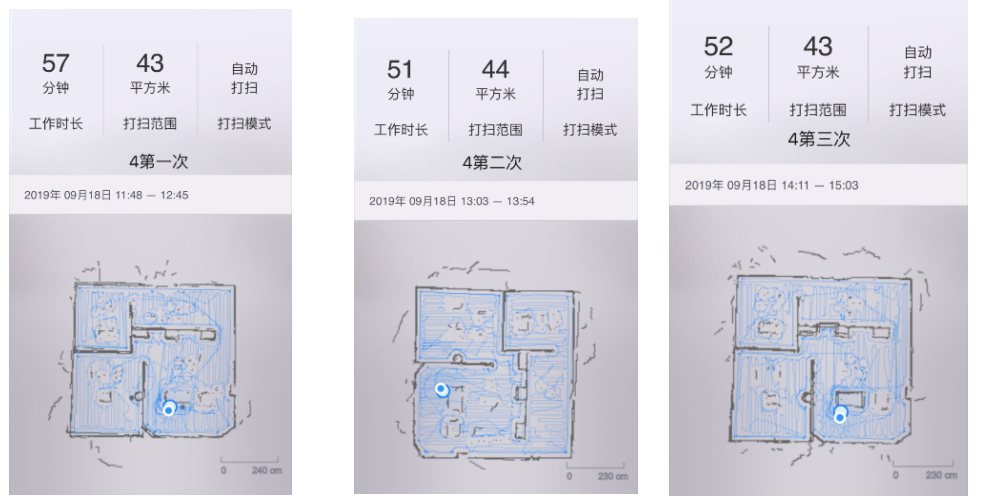 57
43
自动
分钟
平方米
打扫
工作时长
打扫范围
打扫模式
4第一次
2019年 09月18日 11:48 — 12:45
0
240 cm
51
44
自动
分钟
平方米
打扫
工作时长
打扫范围
打扫模式
4第二次
2019年 09月18日 13:03 — 13:54
0
230 cm
52
43
自动
分钟
平方米
打扫
工作时长
打扫范围
打扫模式
4第三次
2019年 09月18日 14:11 — 15:03
0
230 cm